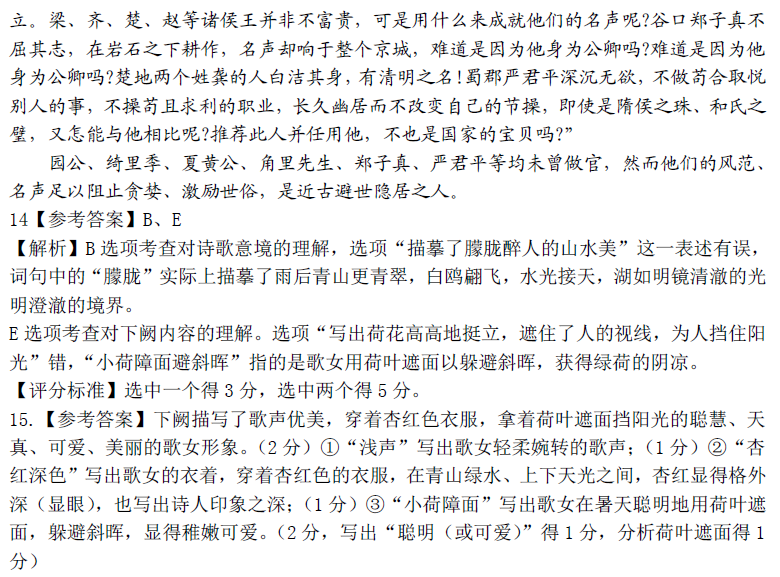 立。梁、齐、楚、赵等诸侯王并非不富贵，可是用什么来成就他们的名声呢?谷口郑子真不
屈其志，在岩石之下耕作，名声却响于整个京城，难道是因为他身为公卿吗?难道是因为他
身为公卿吗?楚地两个姓龚的人白洁其身，有清明之名!蜀郡严君平深沉无欲，不做苟合取悦
别人的事，不操苟且求利的职业，长久幽居而不改变自己的节操，即使是隋侯之珠、和氏之
璧，又怎能与他相比呢?推荐此人并任用他，不也是国家的宝贝吗?”
园公、绮里季、夏黄公、角里先生、郑子真、严君平等均未曾做官，然而他们的风范、
名声足以阻止贪婪、激励世俗，是近古避世隐居之人。
14【参考答案】B、E
【解析】B 选项考查对诗歌意境的理解，选项“描摹了朦胧醉人的山水美”这一表述有误，
词句中的“朦胧”实际上描摹了雨后青山更青翠，白鸥翩飞，水光接天，湖如明镜清澈的光
明澄澈的境界。
E 选项考查对下阙内容的理解。选项“写出荷花高高地挺立，遮住了人的视线，为人挡住阳
光”错，“小荷障面避斜晖”指的是歌女用荷叶遮面以躲避斜晖，获得绿荷的阴凉。
【评分标准】选中一个得 3 分，选中两个得 5 分。
15.【参考答案】下阙描写了歌声优美，穿着杏红色衣服，拿着荷叶遮面挡阳光的聪慧、天
真、可爱、美丽的歌女形象。（2 分）①“浅声”写出歌女轻柔婉转的歌声；（1 分）②“杏
红深色”写出歌女的衣着，穿着杏红色的衣服，在青山绿水、上下天光之间，杏红显得格外
深（显眼），也写出诗人印象之深；（1 分）③“小荷障面”写出歌女在暑天聪明地用荷叶遮
面，躲避斜晖，显得稚嫩可爱。（2 分，写出“聪明（或可爱）”得 1 分，分析荷叶遮面得 1
分）